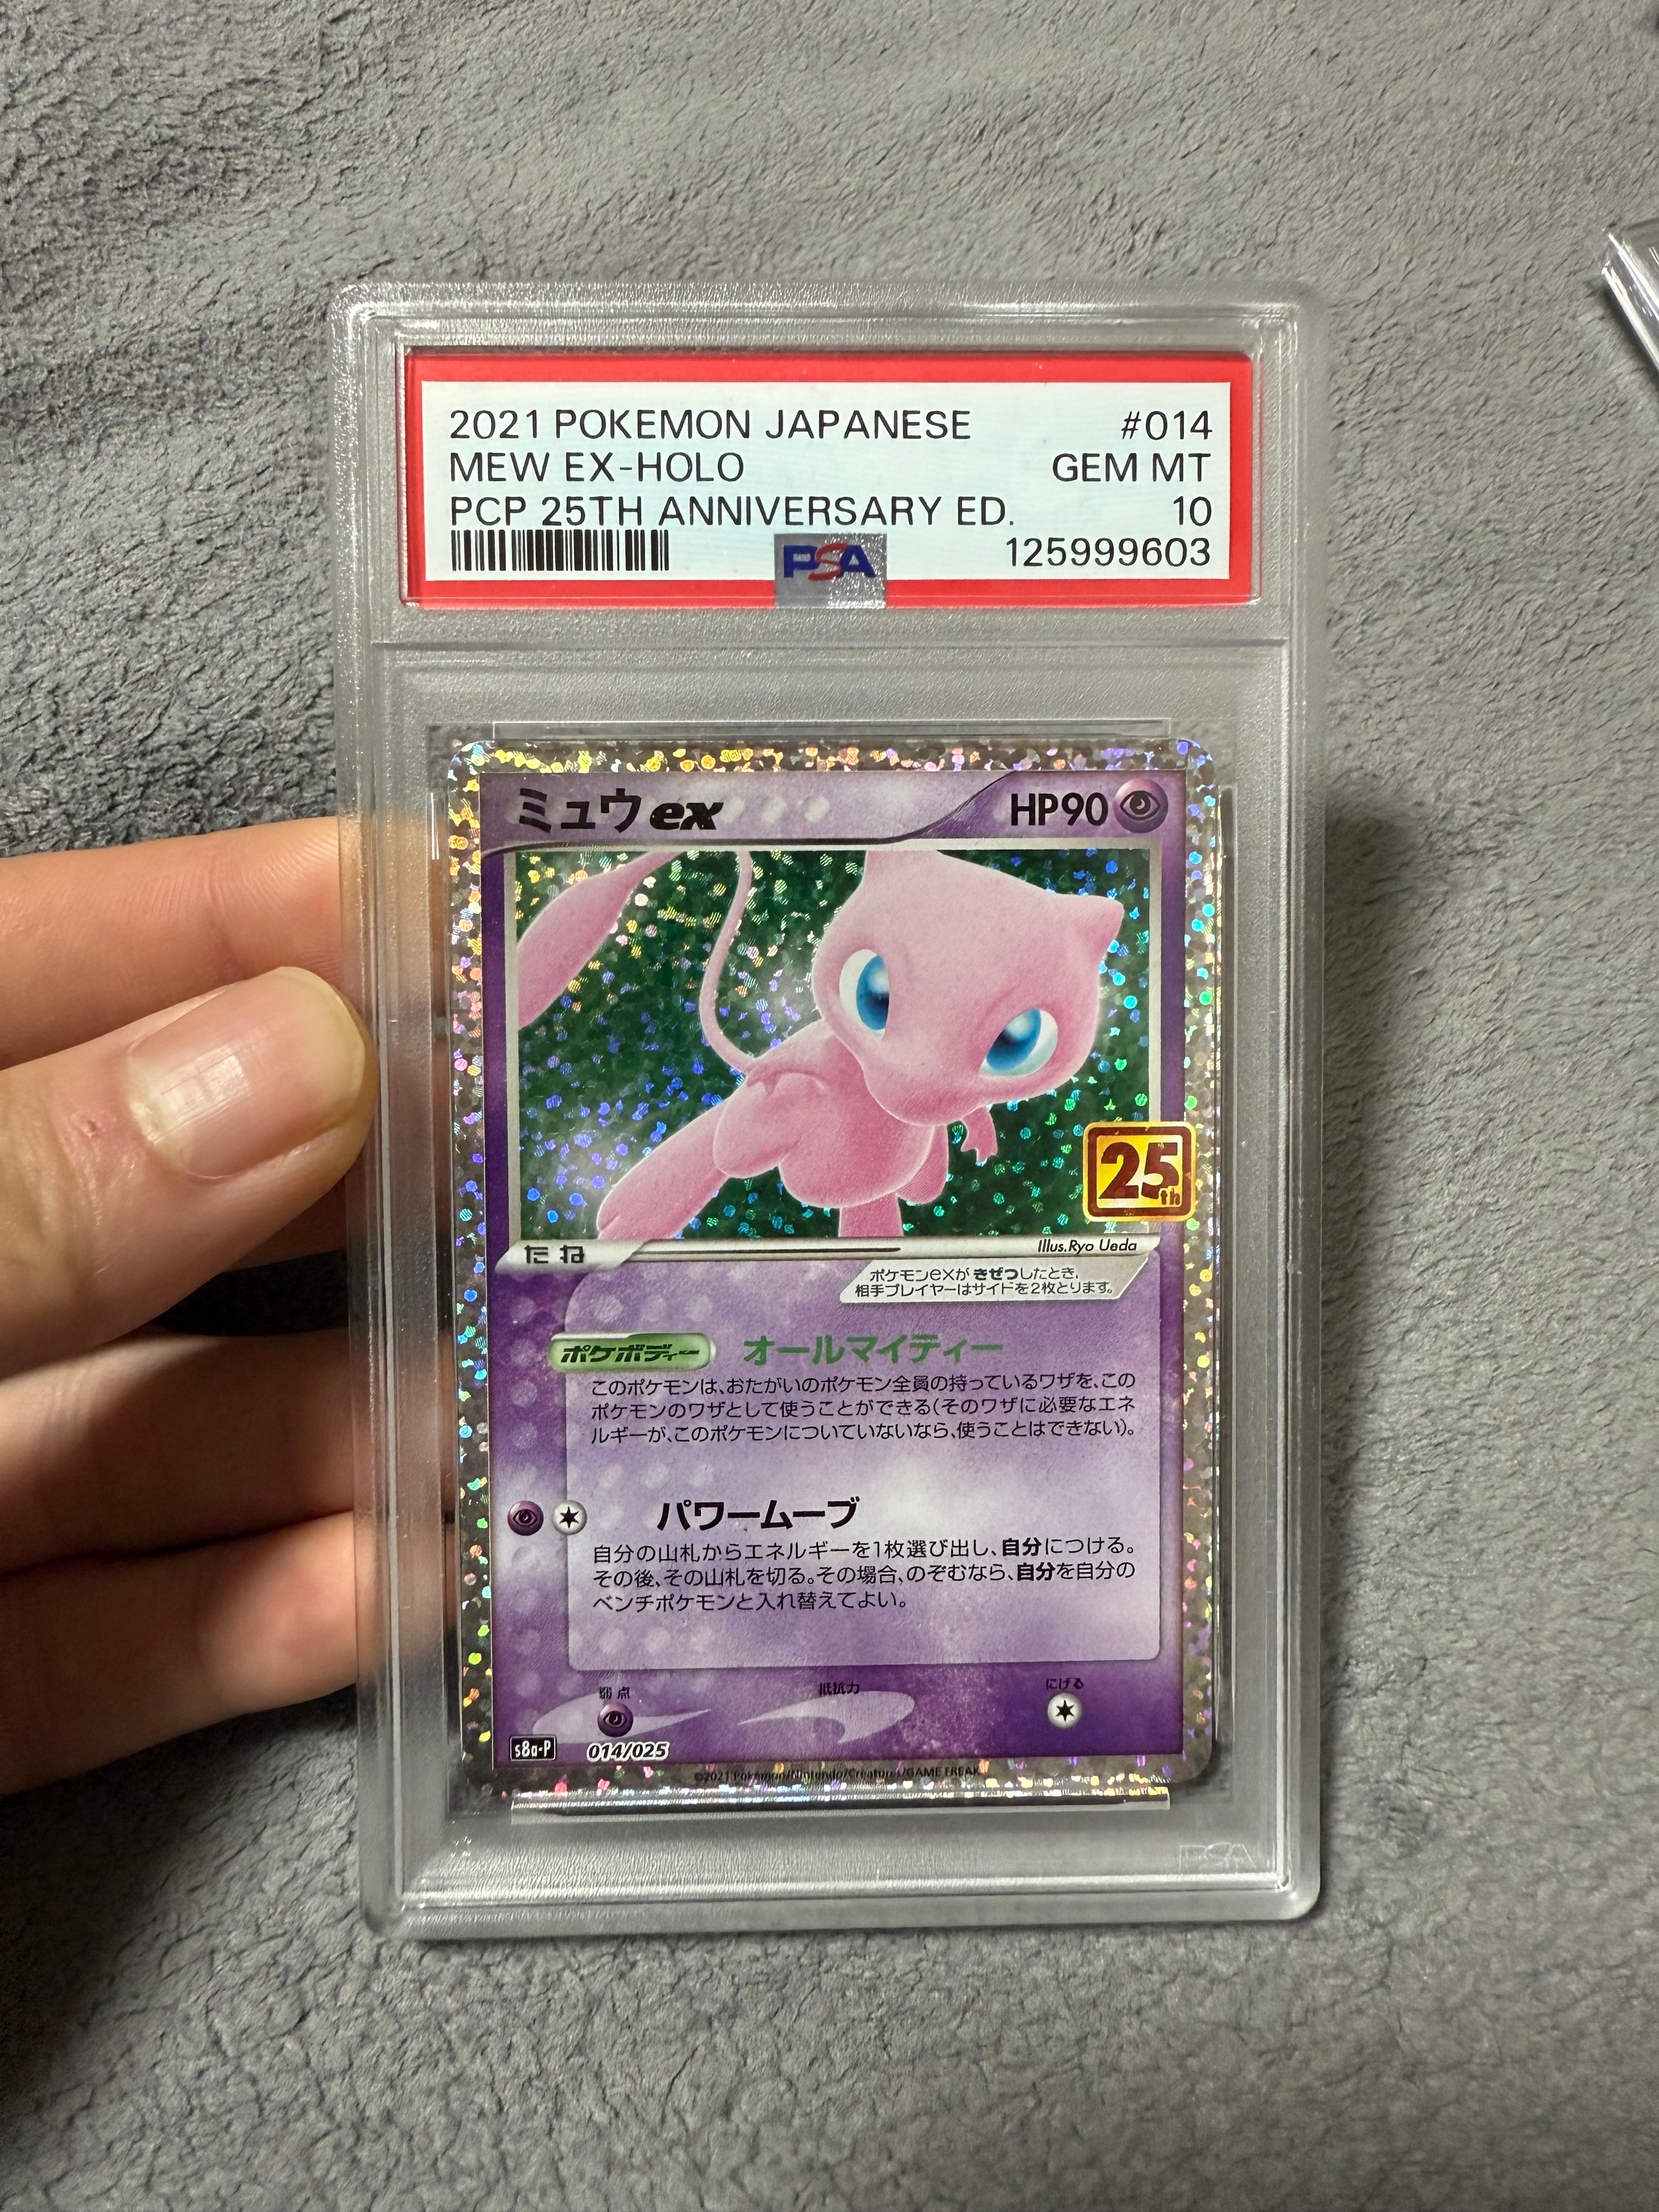 2021 POKEMON JAPANESE #014
MEW EX-HOLO GEM MT
PCP 25TH ANNIVERSARY ED. 10
PSA 125999603
ミュウex HP90
25th
たね Illus.Ryo Ueda
ポケモンexがきぜつしたとき、
相手プレイヤーはサイドを2枚とります。
ポケボディー オールマイティー
このポケモンは、おたがいのポケモン全員の持っているワザを、この
ポケモンのワザとして使うことができる(そのワザに必要なエネ
ルギーが、このポケモンについていないなら、使うことはできない)。
パワームーブ
自分の山札からエネルギーを1枚選び出し、自分につける。
その後、その山札を切る。その場合、のぞむなら、自分を自分の
ベンチポケモンと入れ替えてよい。
弱点 抵抗力 にげる
s8a-P 014/025
©2021 Pokémon/Nintendo/Creatures/GAME FREAK
PSA